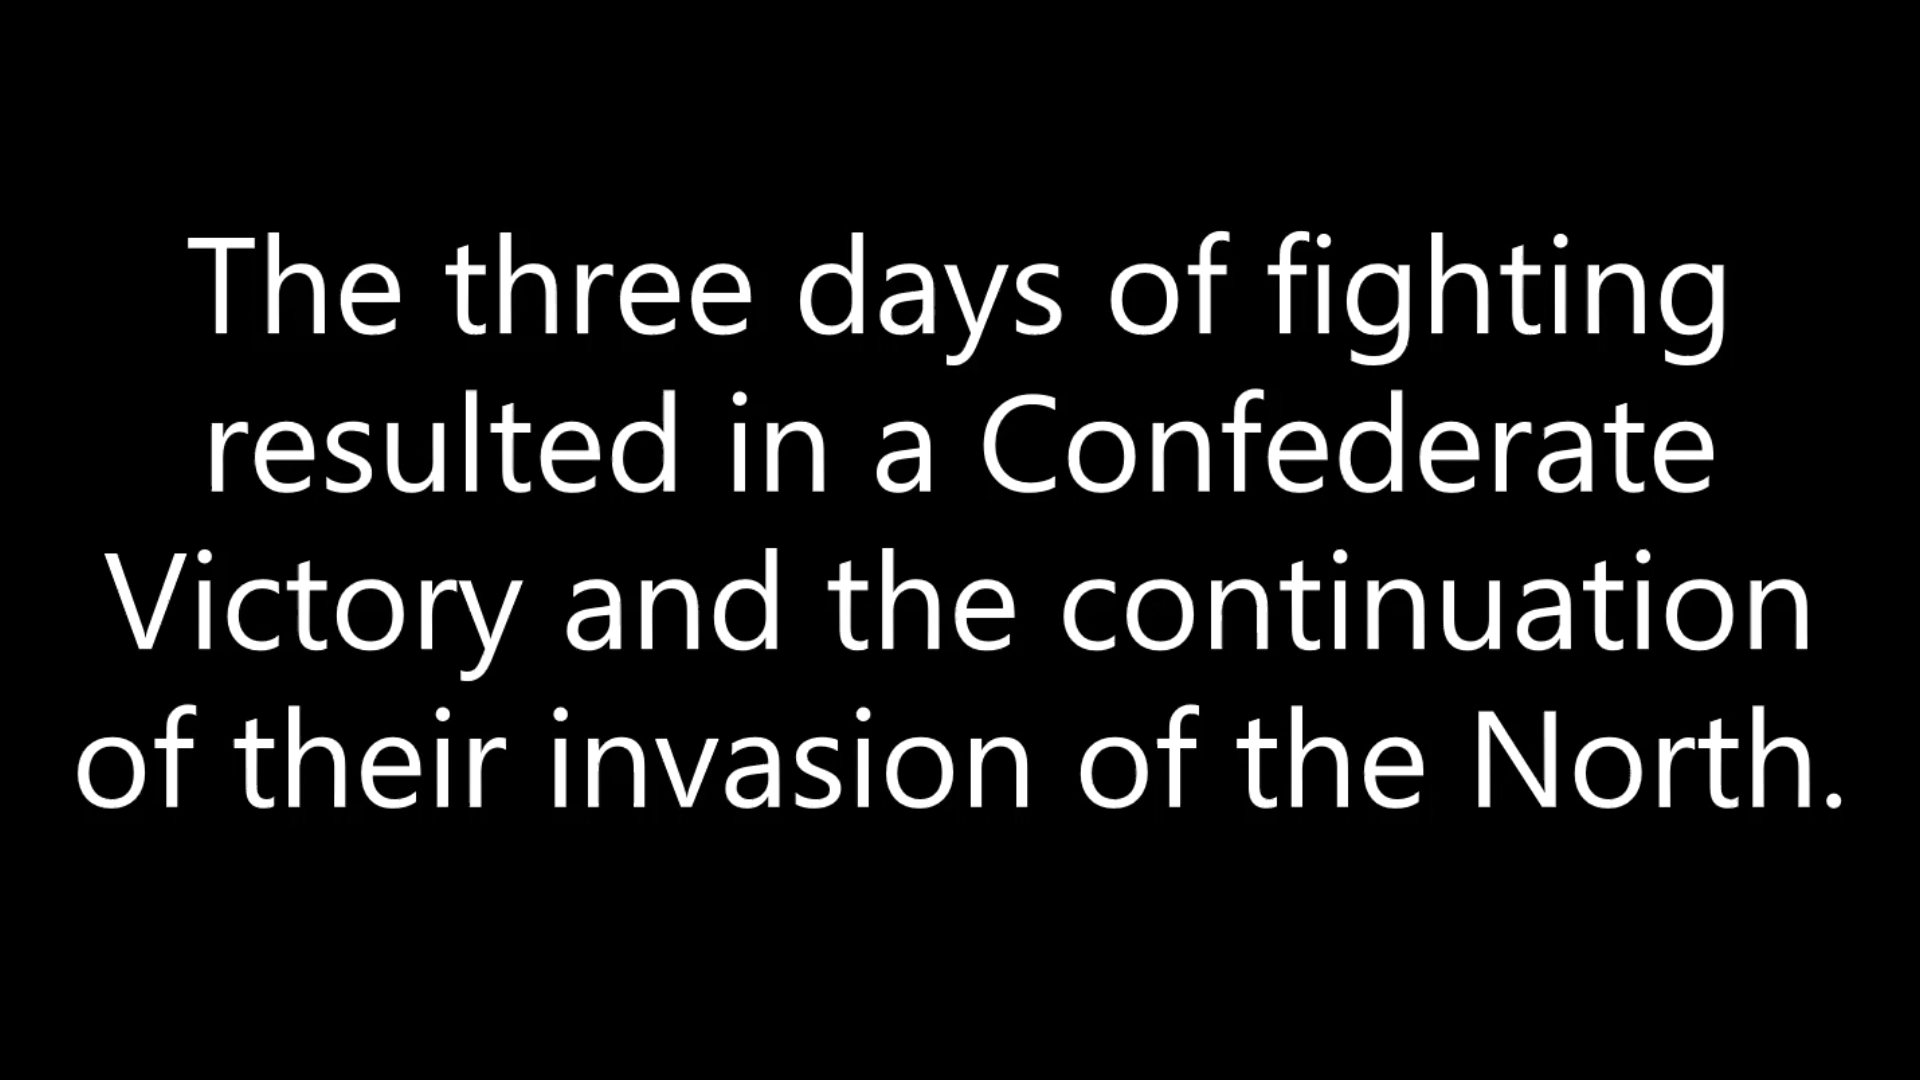 The three days of fighting
resulted in a Confederate
Victory and the continuation
of their invasion of the North.